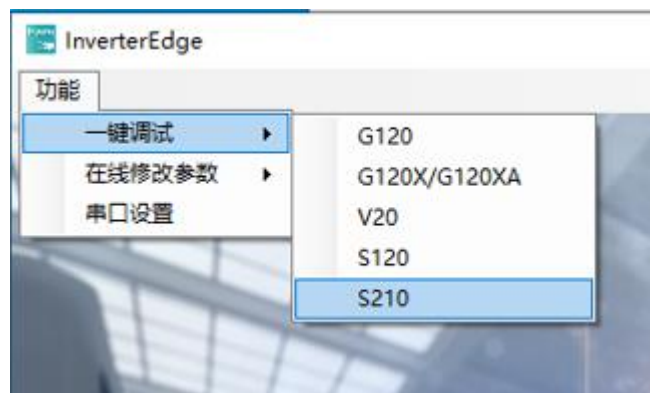 InverterEdge
功能
一键调试
在线修改参数
串口设置
G120
G120X/G120XA
V20
S120
S210